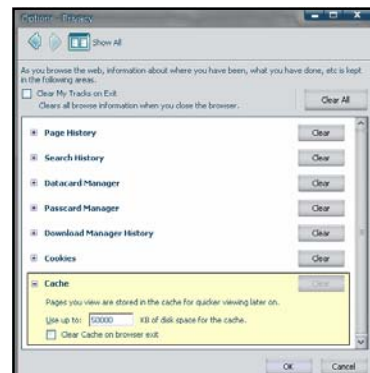 Options - Privacy
Show All
As you browse the web, information about where you have been, what you have done, etc is kept
in the following areas.
Clear My Tracks on Exit
Clears all browse information when you close the browser.
Clear All
Page History Clear
Search History Clear
Datacard Manager Clear
Passcard Manager Clear
Download Manager History Clear
Cookies Clear
Cache Clear
Pages you view are stored in the cache for quicker viewing later on.
Use up to: 50000 KB of disk space for the cache.
Clear Cache on browser exit
OK Cancel